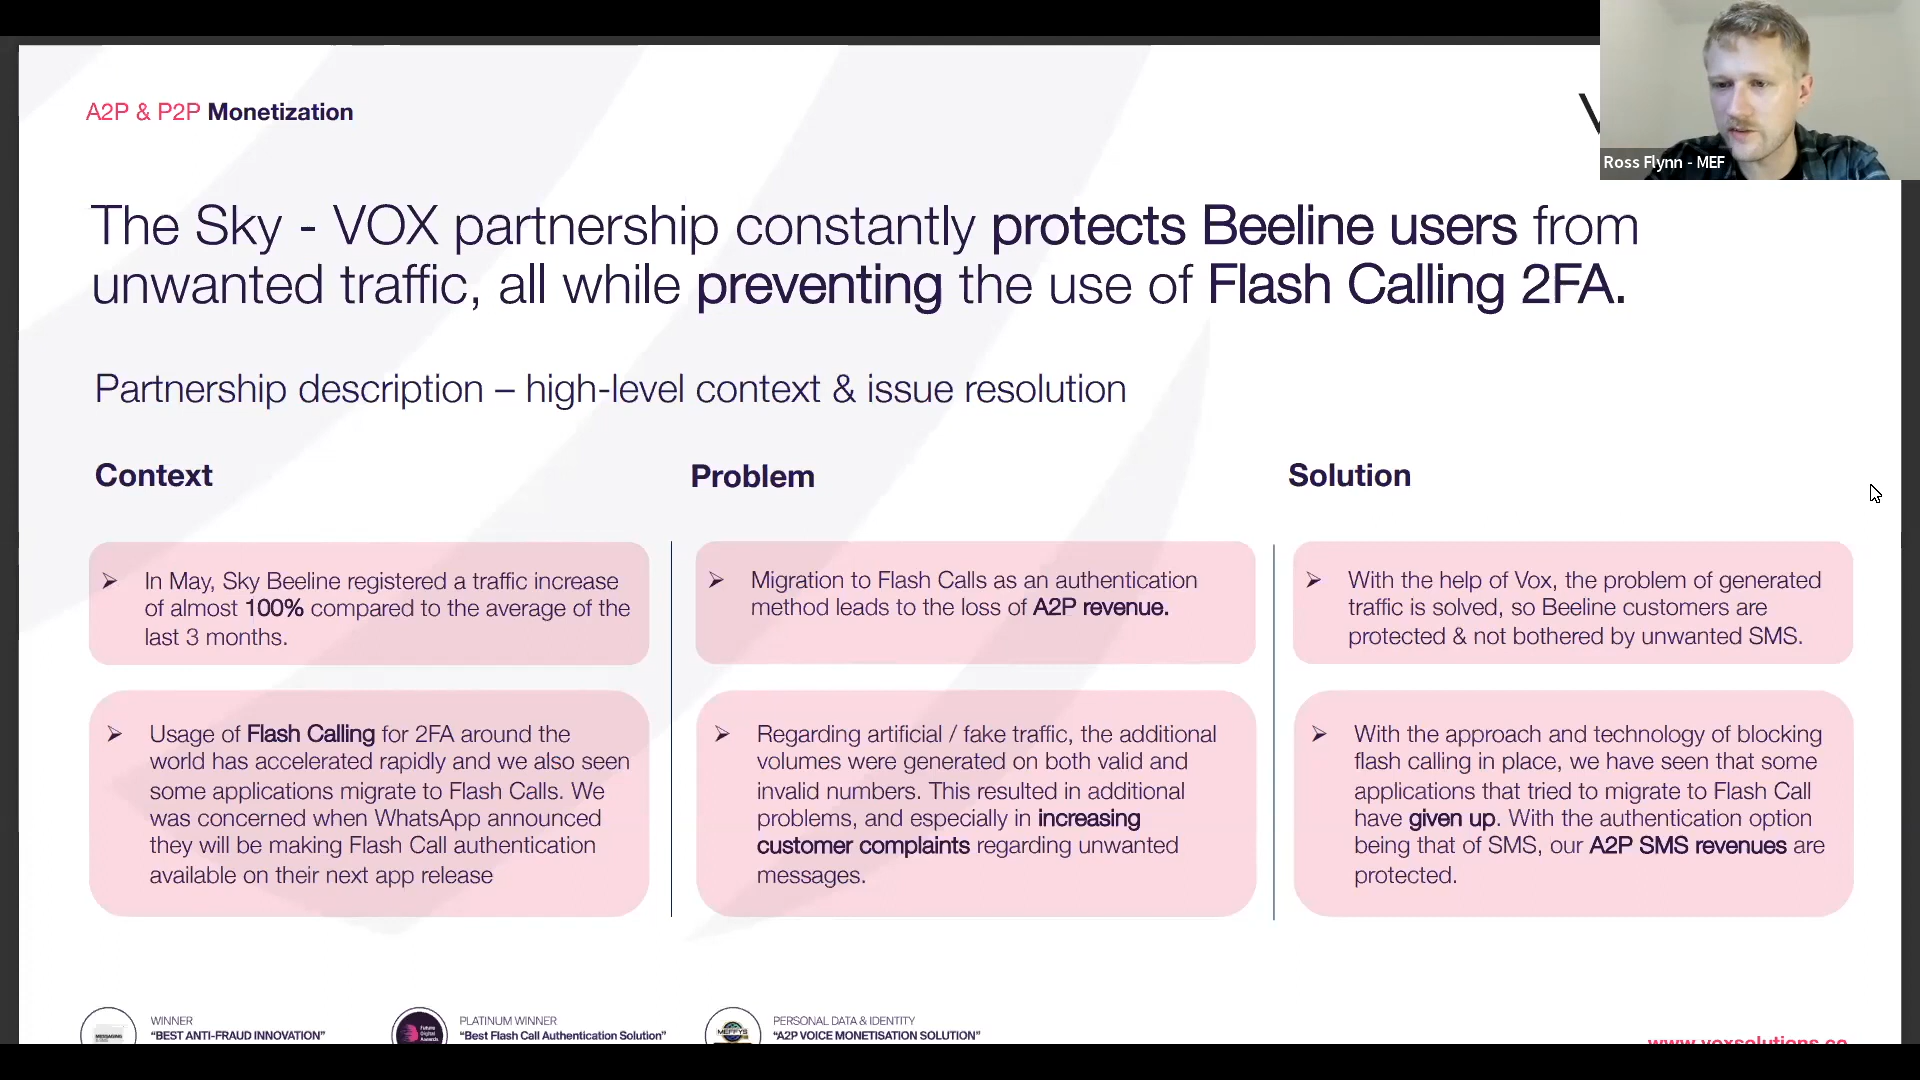 A2P & P2P Monetization
Ross Flynn - MEF
The Sky - VOX partnership constantly protects Beeline users from
unwanted traffic, all while preventing the use of Flash Calling 2FA.
Partnership description – high-level context & issue resolution
Context
➢ In May, Sky Beeline registered a traffic increase
of almost 100% compared to the average of the
last 3 months.
➢ Usage of Flash Calling for 2FA around the
world has accelerated rapidly and we also seen
some applications migrate to Flash Calls. We
was concerned when WhatsApp announced
they will be making Flash Call authentication
available on their next app release
Problem
➢ Migration to Flash Calls as an authentication
method leads to the loss of A2P revenue.
➢ Regarding artificial / fake traffic, the additional
volumes were generated on both valid and
invalid numbers. This resulted in additional
problems, and especially in increasing
customer complaints regarding unwanted
messages.
Solution
➢ With the help of Vox, the problem of generated
traffic is solved, so Beeline customers are
protected & not bothered by unwanted SMS.
➢ With the approach and technology of blocking
flash calling in place, we have seen that some
applications that tried to migrate to Flash Call
have given up. With the authentication option
being that of SMS, our A2P SMS revenues are
protected.
WINNER
“BEST ANTI-FRAUD INNOVATION”
Future
Digital
Awards
PLATINUM WINNER
“Best Flash Call Authentication Solution”
MEFFYS
PERSONAL DATA & IDENTITY
“A2P VOICE MONETISATION SOLUTION”
www.voxsolutions.co